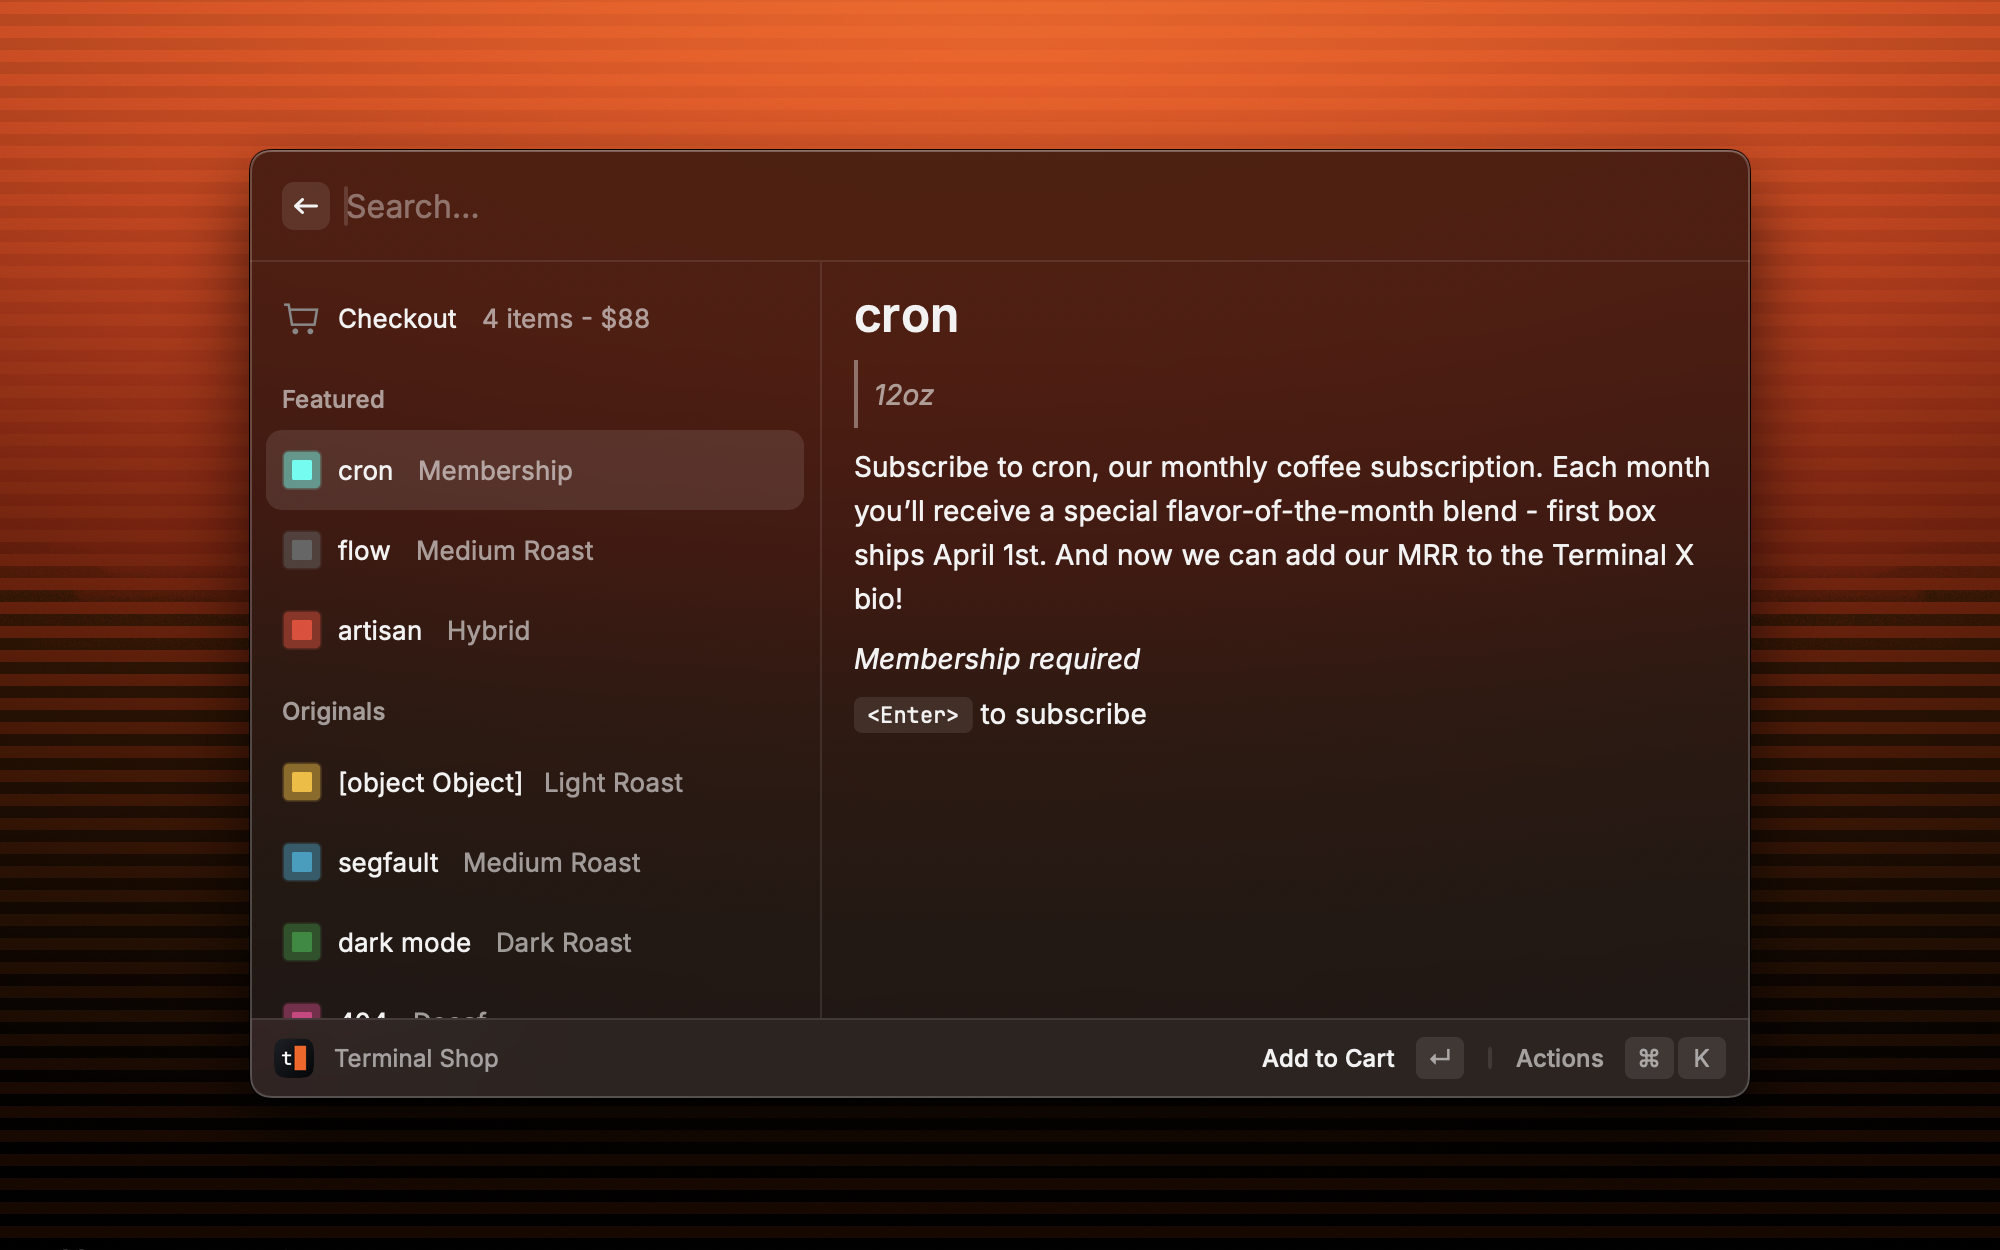 Search...
Checkout 4 items - $88
Featured
cron Membership
flow Medium Roast
artisan Hybrid
Originals
[object Object] Light Roast
segfault Medium Roast
dark mode Dark Roast
404 Decaf
cron
12oz
Subscribe to cron, our monthly coffee subscription. Each month
you’ll receive a special flavor-of-the-month blend - first box
ships April 1st. And now we can add our MRR to the Terminal X
bio!
Membership required
<Enter> to subscribe
t Terminal Shop
Add to Cart ↵ Actions ⌘ K